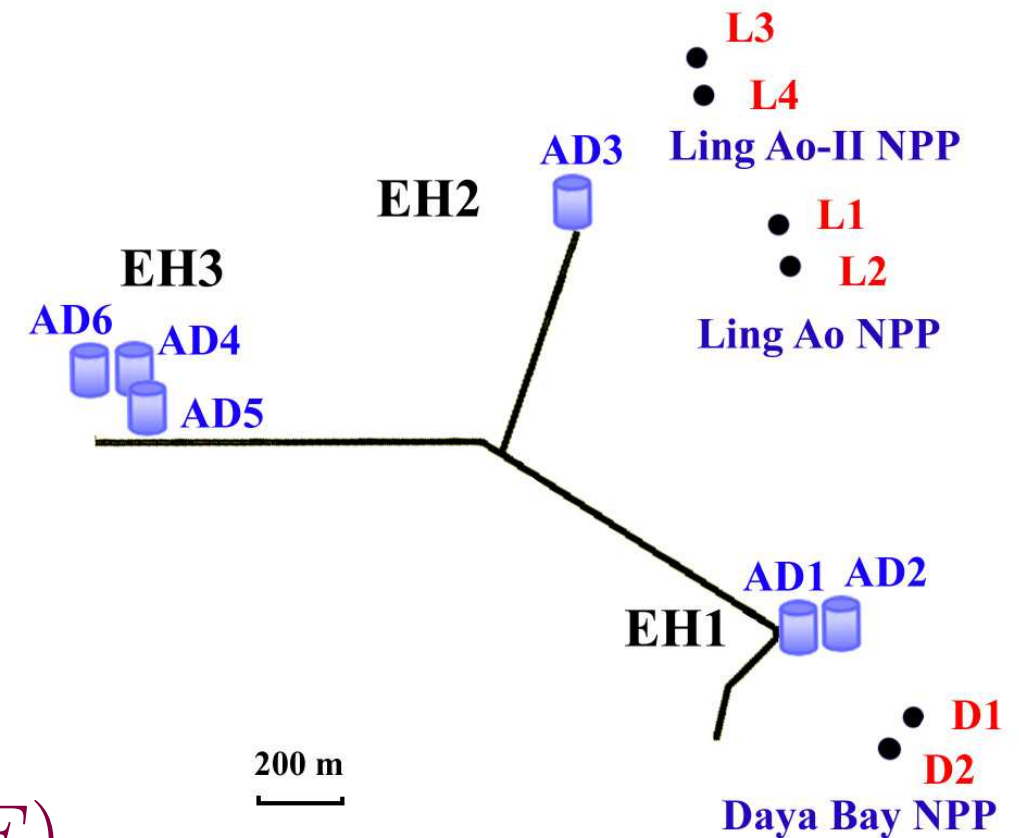 L3
L4
Ling Ao-II NPP
AD3
EH2
L1
L2
Ling Ao NPP
EH3
AD6
AD4
AD5
AD1 AD2
EH1
D1
D2
Daya Bay NPP
200 m
E)